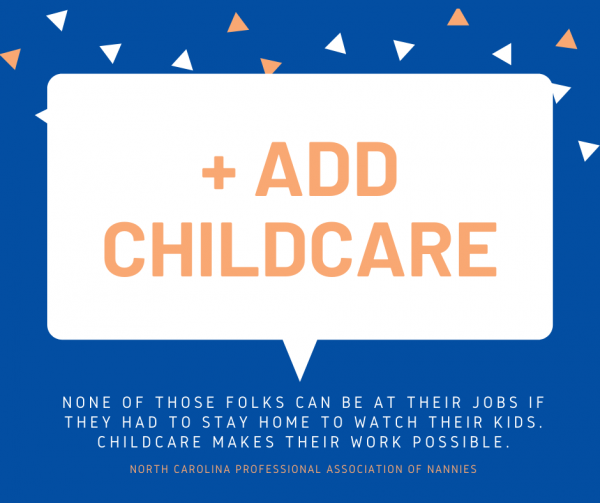 + ADD
CHILDCARE
NONE OF THOSE FOLKS CAN BE AT THEIR JOBS IF
THEY HAD TO STAY HOME TO WATCH THEIR KIDS.
CHILDCARE MAKES THEIR WORK POSSIBLE.
NORTH CAROLINA PROFESSIONAL ASSOCIATION OF NANNIES